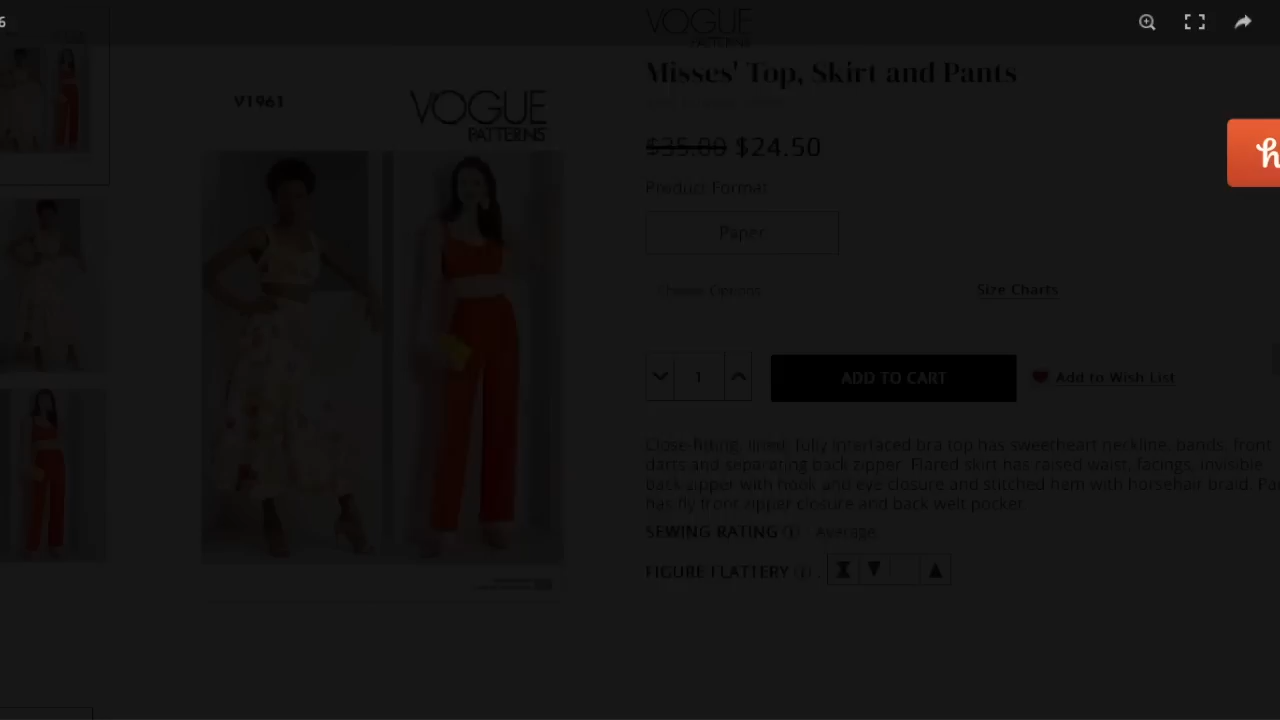 6
VOGUE
PATTERNS
Misses' Top, Skirt and Pants
V1961
VOGUE
PATTERNS
$35.00 $24.50
h
Product Format
Paper
Choose Options
Size Charts
1
ADD TO CART
Add to Wish List
Close-fitting, lined, fully interfaced bra top has sweetheart neckline, bands, front
darts and separating back zipper. Flared skirt has raised waist, facings, invisible
back zipper with hook and eye closure and stitched hem with horsehair braid. Pa
has fly front zipper closure and back welt pocket.
SEWING RATING ⓘ : Average
FIGURE FLATTERY ⓘ :